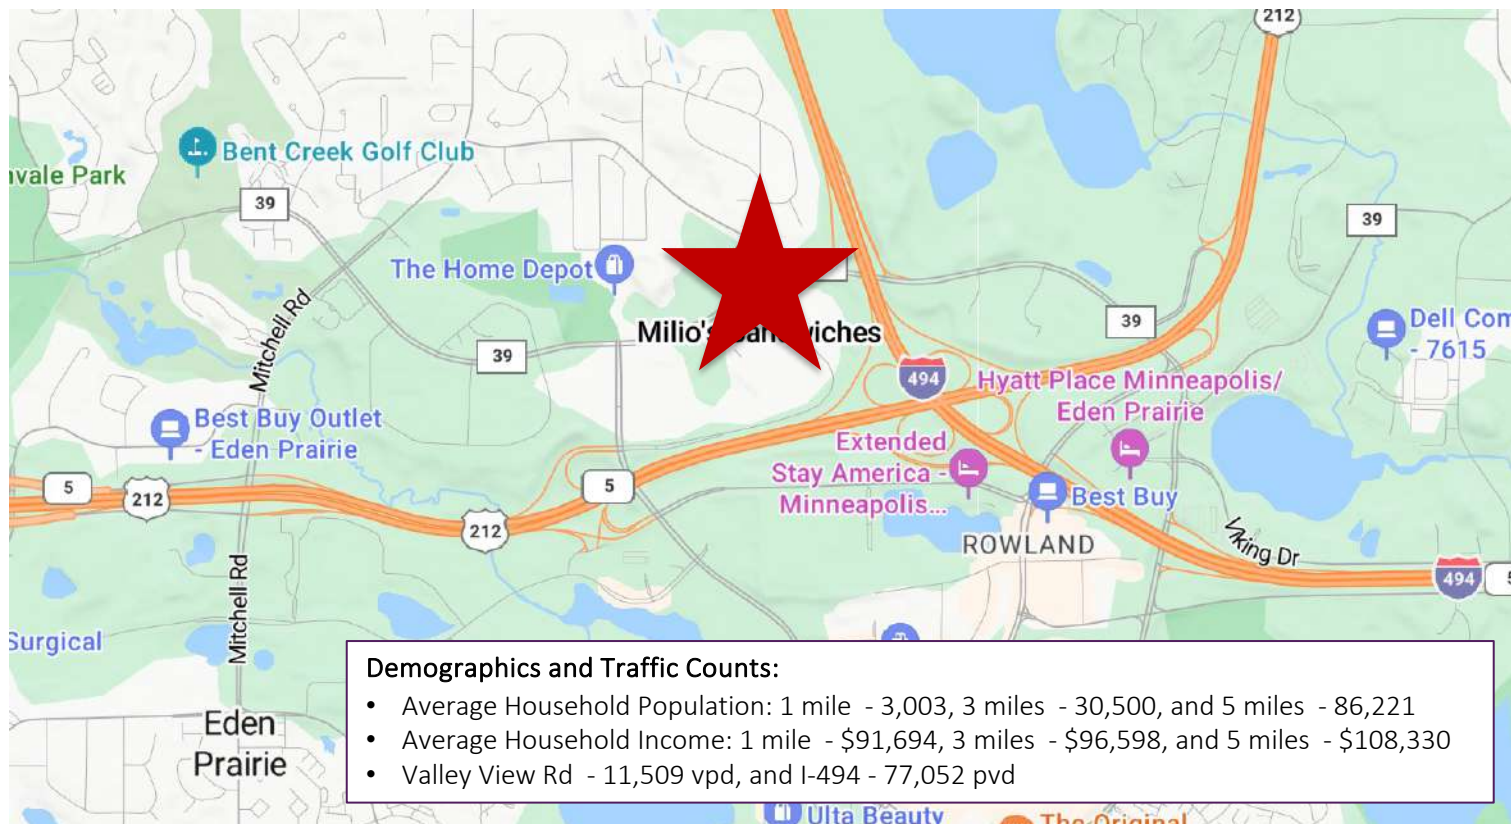 212
Bent Creek Golf Club
vale Park
39
39
The Home Depot
Mitchell Rd
Milio's Sandwiches
39
39
Dell Com
- 7615
494
Hyatt Place Minneapolis/
Eden Prairie
Best Buy Outlet
- Eden Prairie
Extended
Stay America -
Minneapolis...
5
212
5
Best Buy
212
ROWLAND
Viking Dr
494
5
Mitchell Rd
Surgical
Eden
Prairie
Demographics and Traffic Counts:
• Average Household Population: 1 mile - 3,003, 3 miles - 30,500, and 5 miles - 86,221
• Average Household Income: 1 mile - $91,694, 3 miles - $96,598, and 5 miles - $108,330
• Valley View Rd - 11,509 vpd, and I-494 - 77,052 pvd
Ulta Beauty
The Original